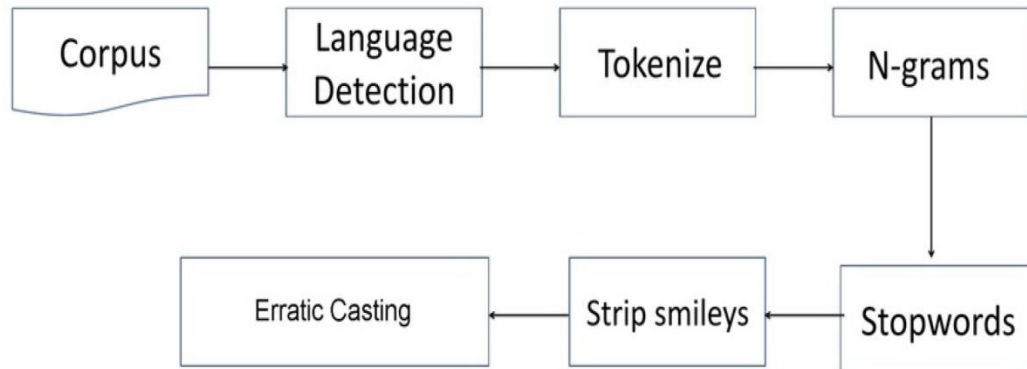 Corpus
Language
Detection
Tokenize
N-grams
Stopwords
Strip smileys
Erratic Casting